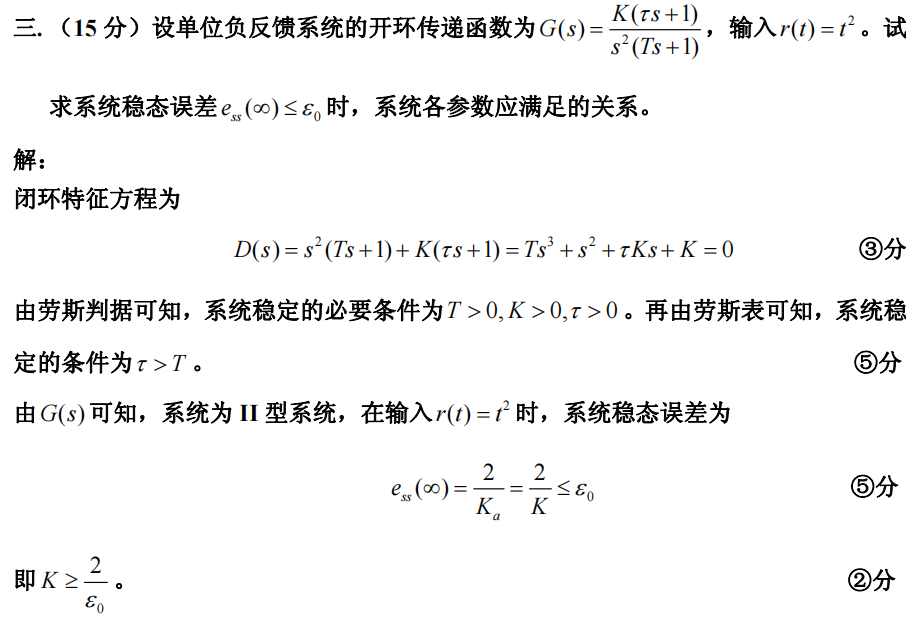 三.（15 分）设单位负反馈系统的开环传递函数为 G(s) = K(τs+1) / s²(Ts+1)，输入 r(t) = t²。试
求系统稳态误差 eₛₛ(∞) ≤ ε₀ 时，系统各参数应满足的关系。
解：
闭环特征方程为
D(s) = s²(Ts+1) + K(τs+1) = Ts³ + s² + τKs + K = 0 ③分
由劳斯判据可知，系统稳定的必要条件为 T > 0, K > 0, τ > 0。再由劳斯表可知，系统稳
定的条件为 τ > T。 ⑤分
由 G(s) 可知，系统为 II 型系统，在输入 r(t) = t² 时，系统稳态误差为
eₛₛ(∞) = 2/Kₐ = 2/K ≤ ε₀ ⑤分
即 K ≥ 2/ε₀。 ②分